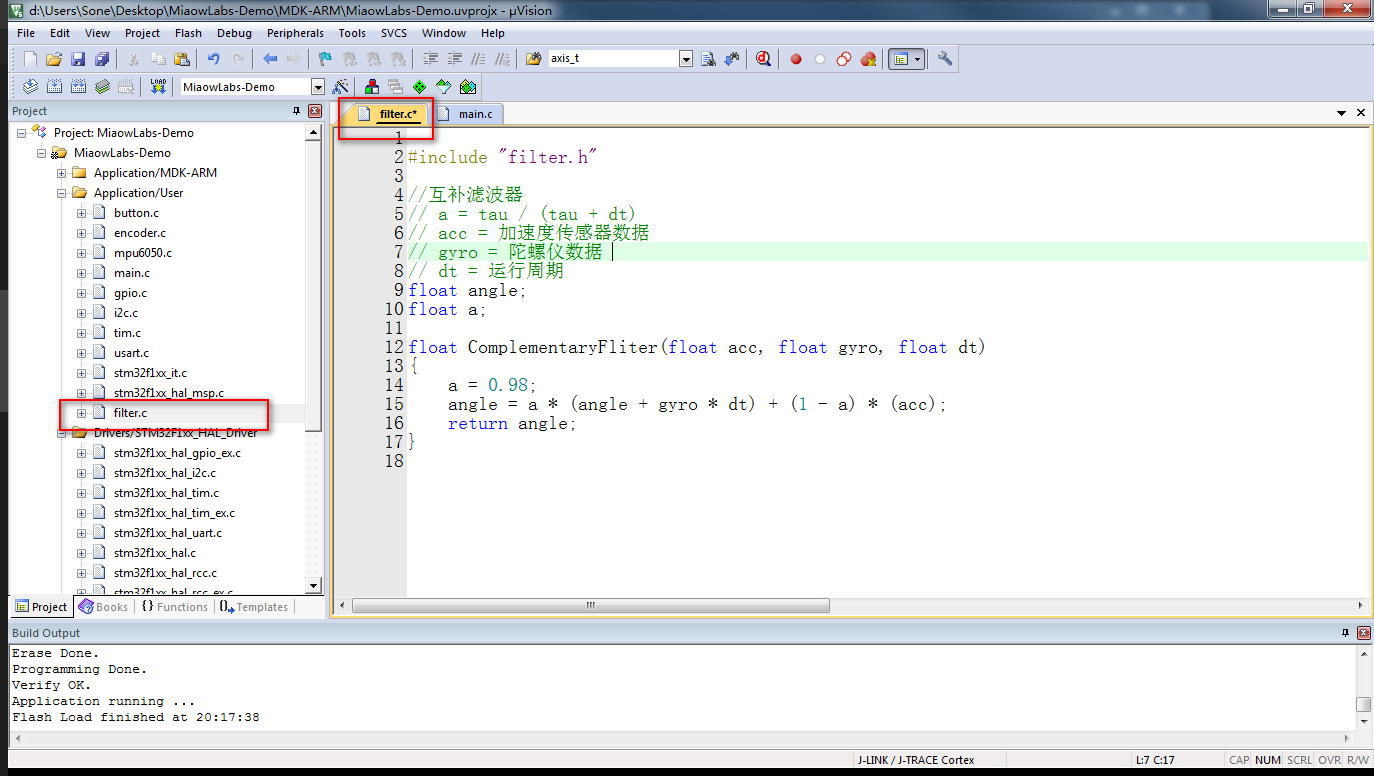 d:\Users\Sone\Desktop\MiaowLabs-Demo\MDK-ARM\MiaowLabs-Demo.uvprojx - µVision
File Edit View Project Flash Debug Peripherals Tools SVCS Window Help
axis_t
LOAD MiaowLabs-Demo
Project
filter.c* main.c
Project: MiaowLabs-Demo
MiaowLabs-Demo
Application/MDK-ARM
Application/User
button.c
encoder.c
mpu6050.c
main.c
gpio.c
i2c.c
tim.c
usart.c
stm32f1xx_it.c
stm32f1xx_hal_msp.c
filter.c
Drivers/STM32F1xx_HAL_Driver
stm32f1xx_hal_gpio_ex.c
stm32f1xx_hal_i2c.c
stm32f1xx_hal_tim.c
stm32f1xx_hal_tim_ex.c
stm32f1xx_hal_uart.c
stm32f1xx_hal.c
stm32f1xx_hal_rcc.c
stm32f1xx_hal_rcc_ex.c
Project Books {} Functions Templates
1
2 #include "filter.h"
3
4 //互补滤波器
5 // a = tau / (tau + dt)
6 // acc = 加速度传感器数据
7 // gyro = 陀螺仪数据
8 // dt = 运行周期
9 float angle;
10 float a;
11
12 float ComplementaryFliter(float acc, float gyro, float dt)
13 {
14 a = 0.98;
15 angle = a * (angle + gyro * dt) + (1 - a) * (acc);
16 return angle;
17 }
18
Build Output
Erase Done.
Programming Done.
Verify OK.
Application running ...
Flash Load finished at 20:17:38
J-LINK / J-TRACE Cortex L:7 C:17 CAP NUM SCRL OVR R/W